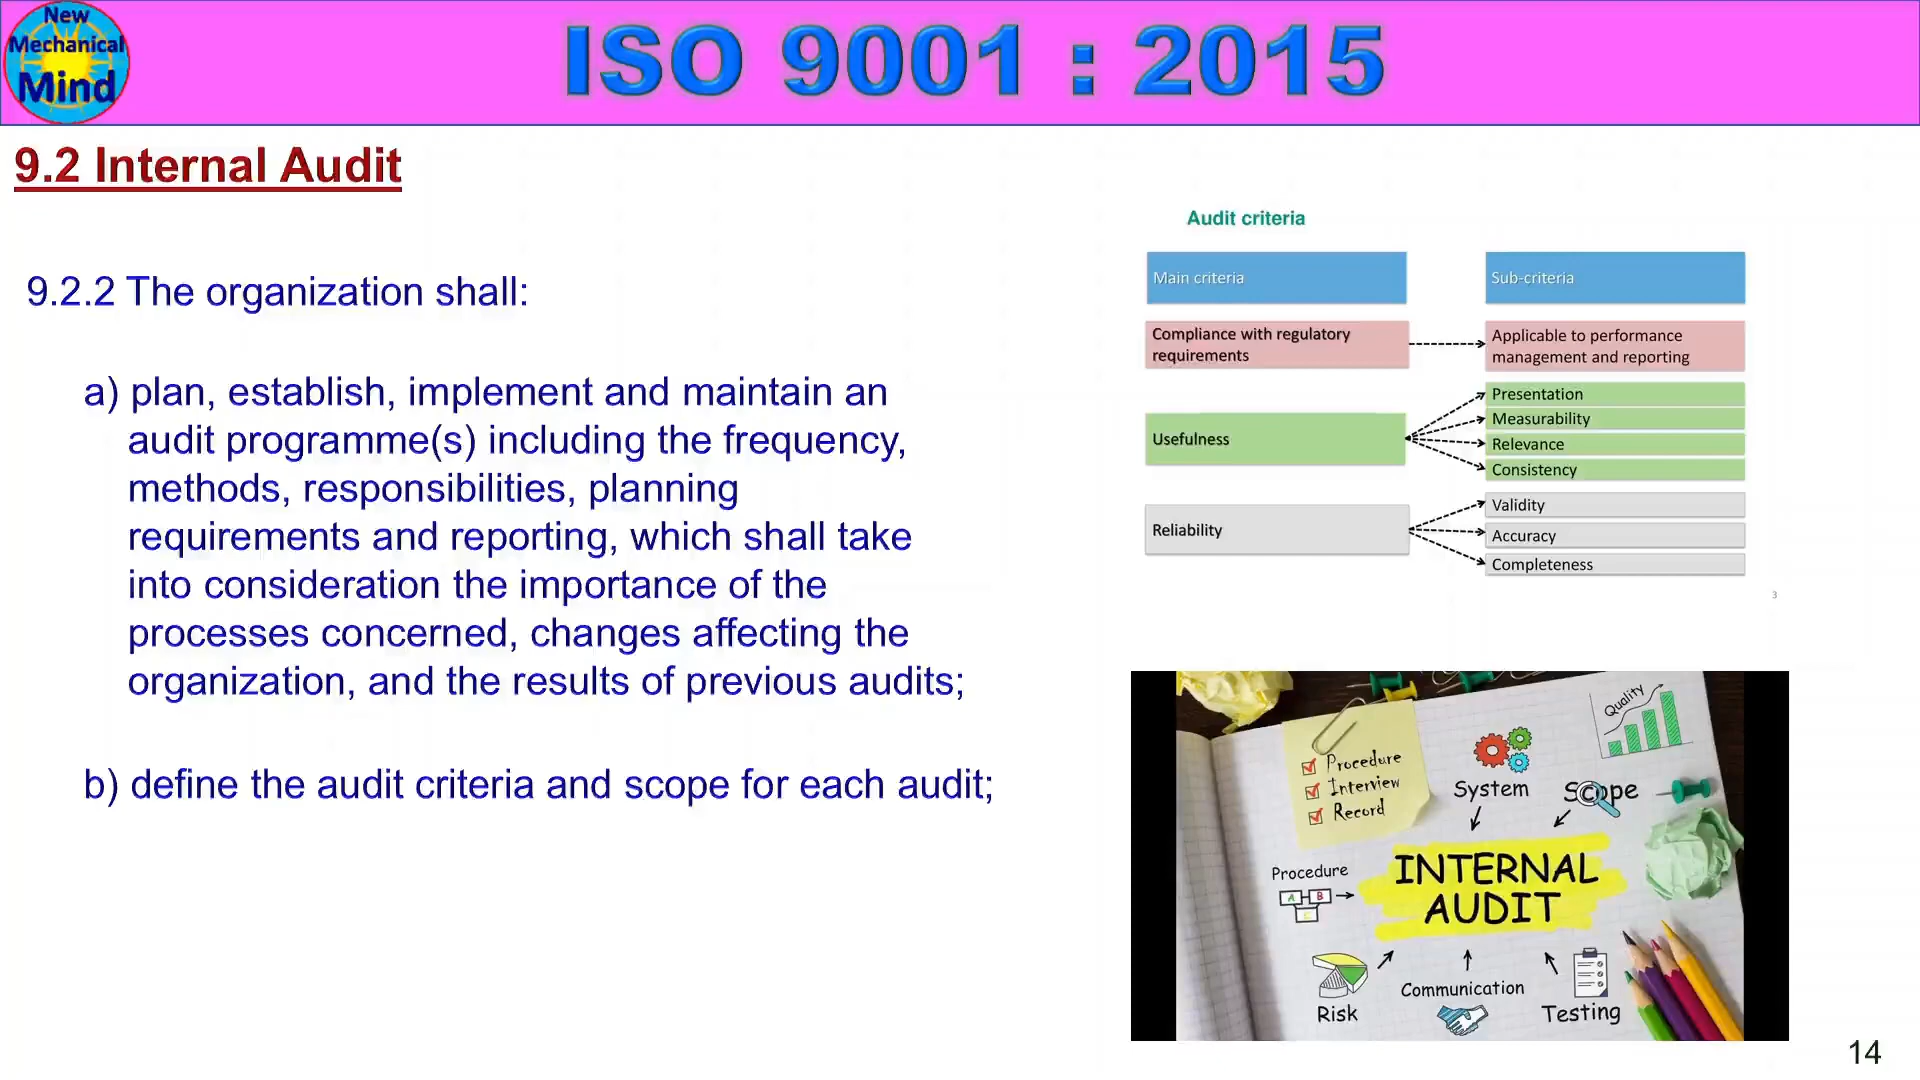 New
Mechanical
Mind
ISO 9001 : 2015
9.2 Internal Audit
9.2.2 The organization shall:
a) plan, establish, implement and maintain an
audit programme(s) including the frequency,
methods, responsibilities, planning
requirements and reporting, which shall take
into consideration the importance of the
processes concerned, changes affecting the
organization, and the results of previous audits;
b) define the audit criteria and scope for each audit;
Audit criteria
Main criteria
Sub-criteria
Compliance with regulatory
requirements
Applicable to performance
management and reporting
Usefulness
Presentation
Measurability
Relevance
Consistency
Reliability
Validity
Accuracy
Completeness
3
Quality
Procedure
Interview
Record
System
Scope
Procedure
A
B
C
INTERNAL
AUDIT
Risk
Communication
Testing
14